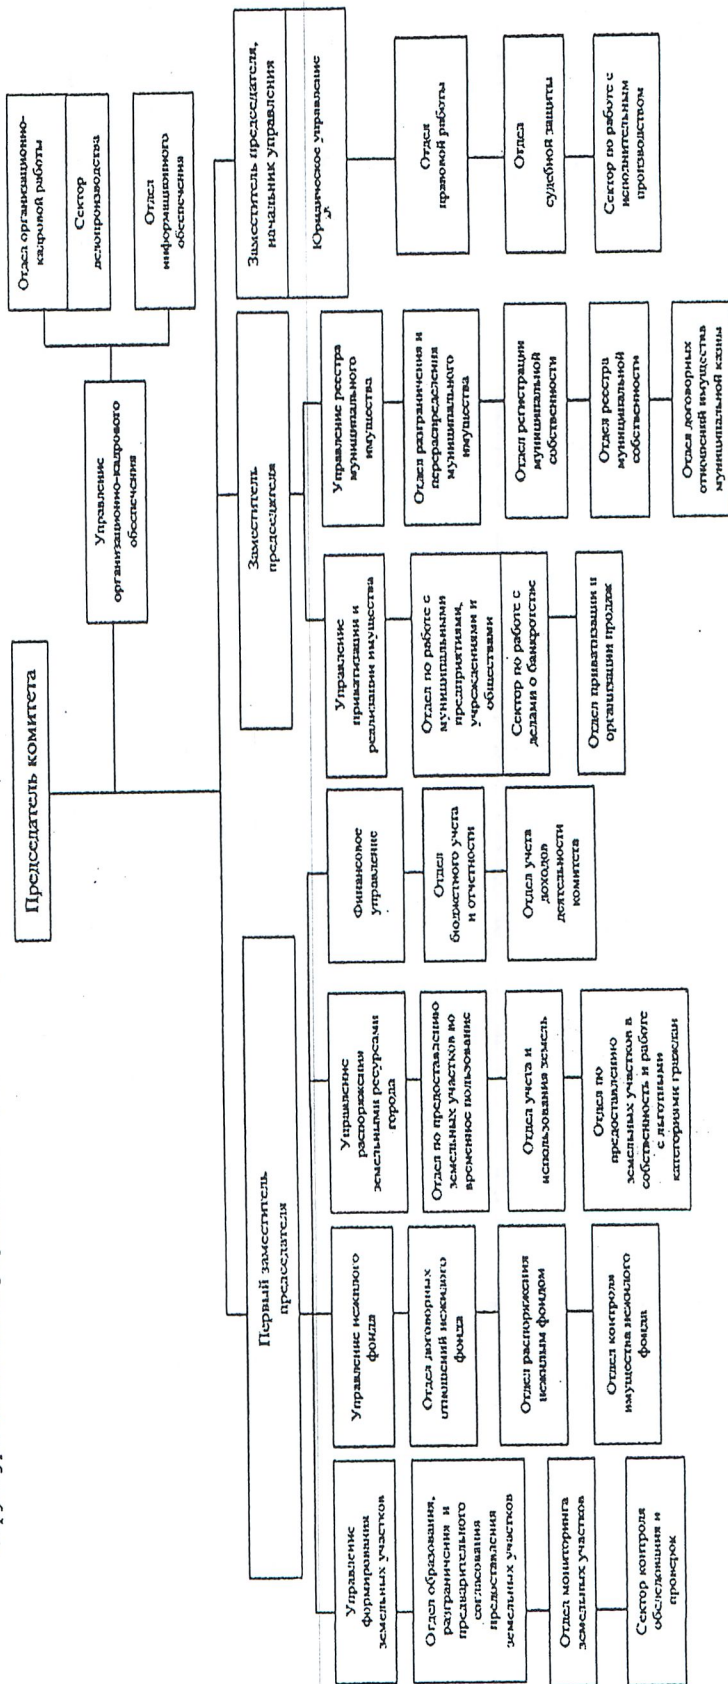 Председатель комитета
Управление
организационно-кадрового
обеспечения
Отдел организационно-
кадровой работы
Сектор
делопроизводства
Отдел
информационного
обеспечения
Первый заместитель
председателя
Заместитель
председателя
Заместитель председателя,
начальник управления
Юридическое управление
Управление
формирования
земельных участков
Отдел образования,
разграничения и
предварительного
согласования
предоставления
земельных участков
Отдел мониторинга
земельных участков
Сектор контроля
обследования и
проверок
Управление нежилого
фонда
Отдел договорных
отношений нежилого
фонда
Отдел распоряжения
нежилым фондом
Отдел контроля
имущества нежилого
фонда
Управление
распоряжения
земельными ресурсами
города
Отдел по предоставлению
земельных участков во
временное пользование
Отдел учета и
использования земель
Отдел по
предоставлению
земельных участков в
собственность и работе
с льготными
категориями граждан
Финансовое
управление
Отдел
бюджетного учета
и отчетности
Отдел учета
доходов
деятельности
комитета
Управление
приватизации и
реализации имущества
Отдел по работе с
муниципальными
предприятиями,
учреждениями и
обществами
Сектор по работе с
делами о банкротстве
Отдел приватизации и
организации продаж
Управление реестра
муниципального
имущества
Отдел разграничения и
перераспределения
муниципального
имущества
Отдел регистрации
муниципальной
собственности
Отдел реестра
муниципальной
собственности
Отдел договорных
отношений имущества
муниципальной казны
Отдел
правовой работы
Отдел
судебной защиты
Сектор по работе с
исполнительным
производством